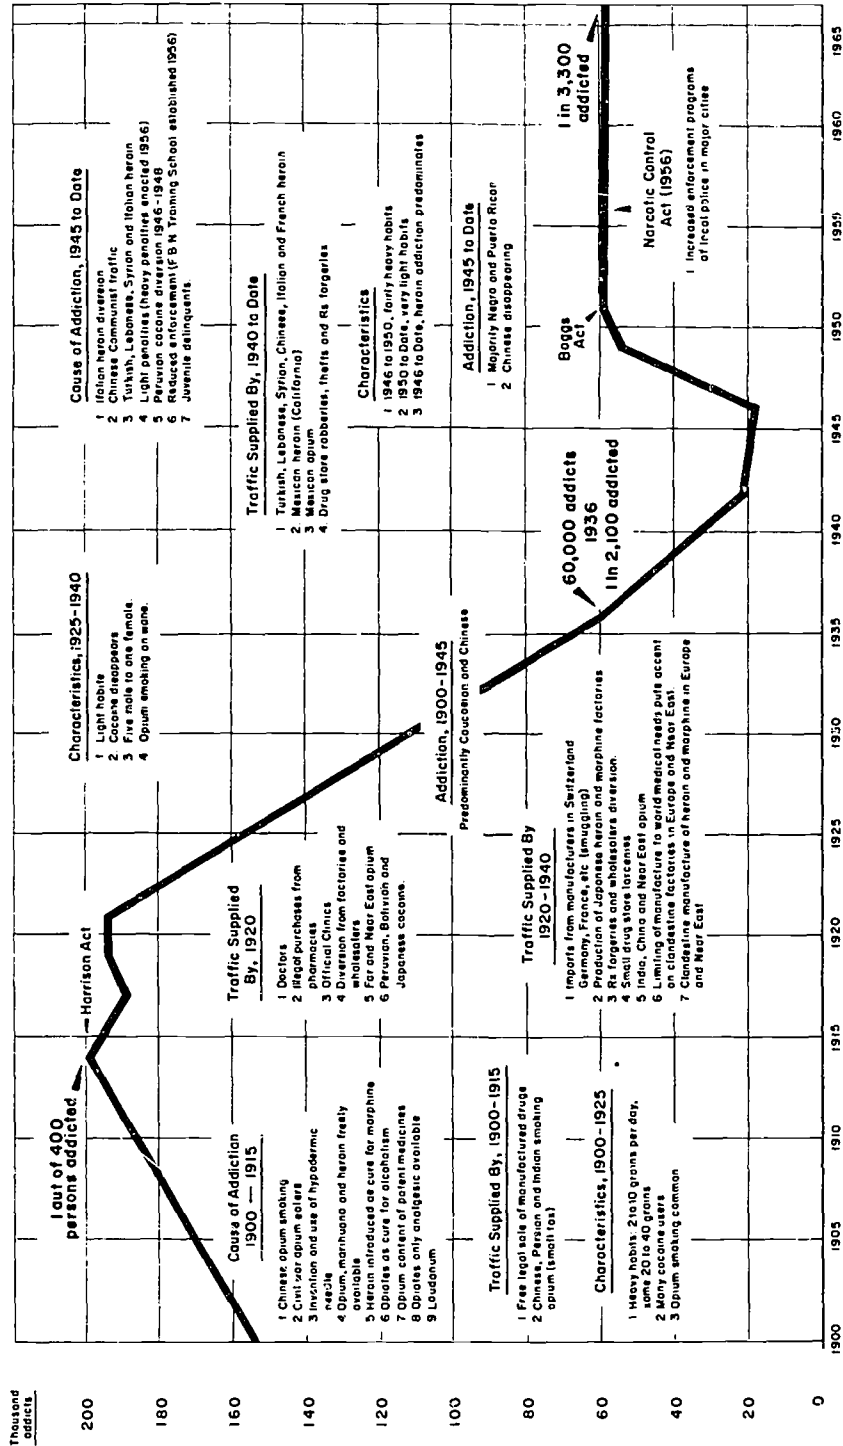 Thousand
addicts
200
180
160
140
120
100
80
60
40
20
0
1 out of 400
persons addicted
Harrison Act
Cause of Addiction
1900 — 1915
1 Chinese opium smoking
2 Civil war opium eaters
3 Invention and use of hypodermic
needle
4 Opium, marihuana and heroin freely
available
5 Heroin introduced as cure for morphine
6 Opiates as cure for alcoholism
7 Opium content of patent medicines
8 Opiates only analgesic available
9 Laudanum
Traffic Supplied
By, 1920
1 Doctors
2 Illegal purchases from
pharmacies
3 Official Clinics
4 Diversion from factories and
wholesalers
5 Far and Near East opium
6 Peruvian, Bolivian and
Japanese cocaine.
Characteristics, 1925-1940
1 Light habits
2. Cocaine disappears
3. Five male to one female.
4 Opium smoking on wane.
Cause of Addiction, 1945 to Date
1 Italian heroin diversion
2 Chinese Communist traffic
3 Turkish, Lebanese, Syrian and Italian heroin
4 Light penalties (heavy penalties enacted 1956)
5 Peruvian cocaine diversion 1946-1948
6 Reduced enforcement (F B N Training School established 1956)
7 Juvenile delinquents.
Traffic Supplied By, 1940 to Date
1 Turkish, Lebanese, Syrian, Chinese, Italian and French heroin
2. Mexican heroin (California)
3 Mexican opium
4. Drug store robberies, thefts and Rx forgeries
Characteristics
1 1946 to 1950, fairly heavy habits
2 1950 to Date, very light habits
3 1946 to Date, heroin addiction predominates
Addiction, 1945 to Date
1 Majority Negro and Puerto Rican
2 Chinese disappearing
Addiction, 1900-1945
Predominantly Caucasian and Chinese
Traffic Supplied By, 1900-1915
1 Free legal sale of manufactured drugs
2 Chinese, Persian and Indian smoking
opium (small tax)
Characteristics, 1900-1925
1 Heavy habits: 2 to 10 grains per day,
some 20 to 40 grains
2 Many cocaine users
3 Opium smoking common
Traffic Supplied By
1920-1940
1 Imports from manufacturers in Switzerland
Germany, France, etc (smuggling)
2 Production of Japanese heroin and morphine factories
3 Rx forgeries and wholesalers diversion.
4 Small drug store larcenies
5 India, China and Near East opium
6 Limiting of manufacture to world medical needs puts accent
on clandestine factories in Europe and Near East.
7 Clandestine manufacture of heroin and morphine in Europe
and Near East
60,000 addicts
1936
1 in 2,100 addicted
Boggs
Act
1 in 3,300
addicted
Narcotic Control
Act (1956)
1 Increased enforcement programs
of local police in major cities
1900
1905
1910
1915
1920
1925
1930
1935
1940
1945
1950
1955
1960
1965